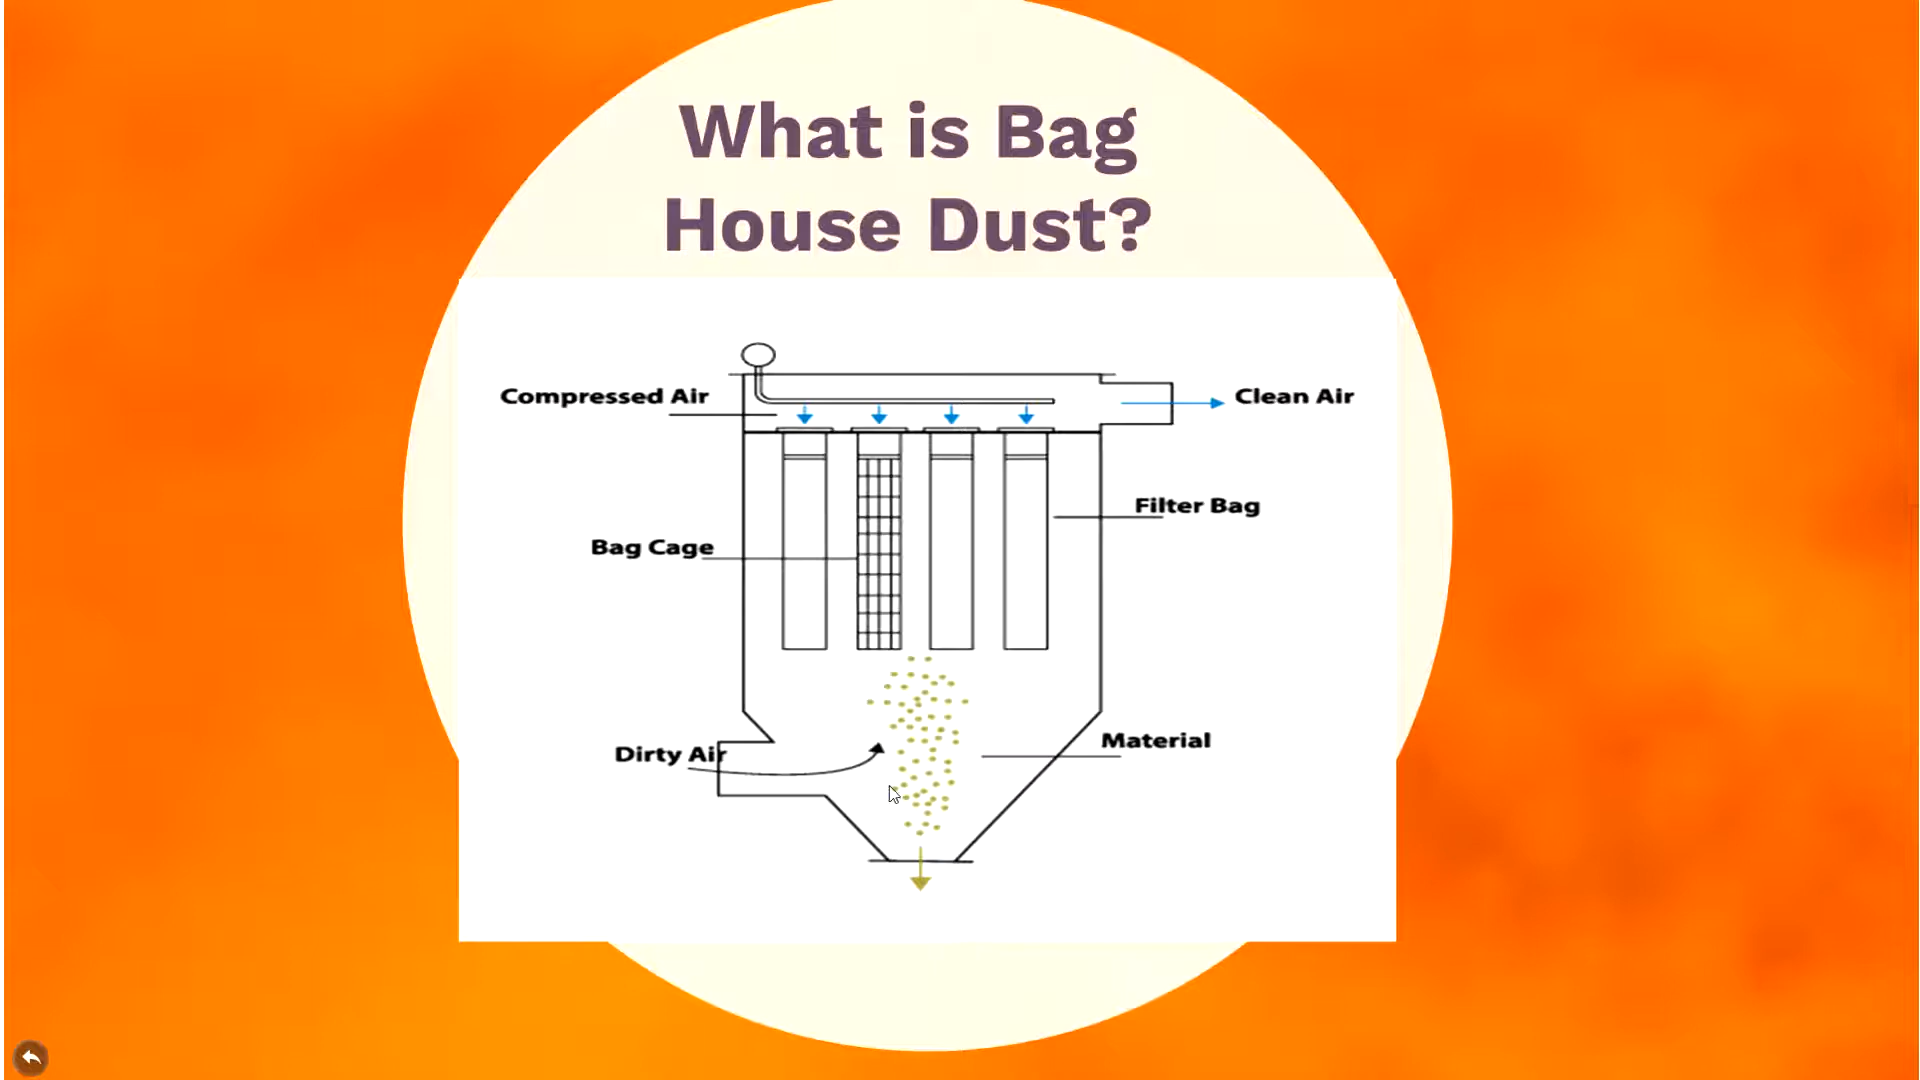 What is Bag
House Dust?
Compressed Air
Clean Air
Filter Bag
Bag Cage
Dirty Air
Material